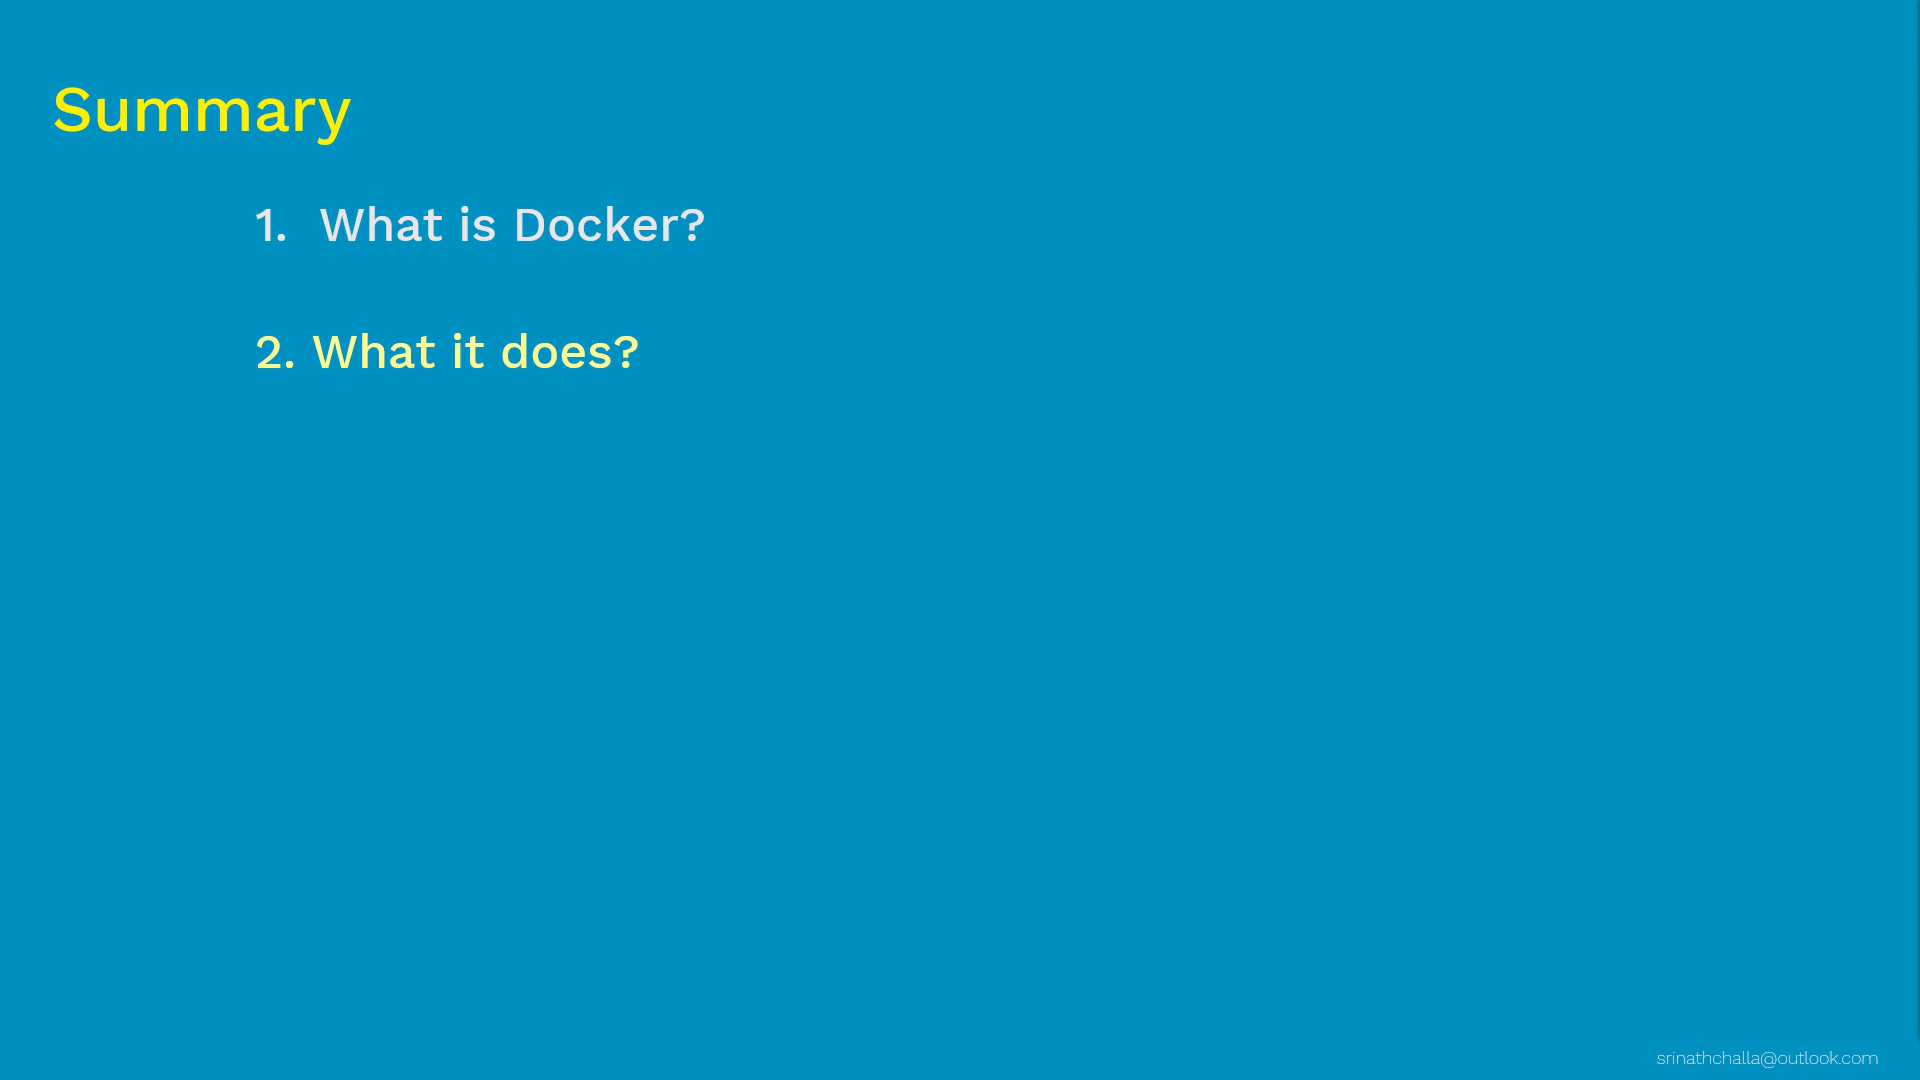 Summary
1. What is Docker?
2. What it does?
srinathchalla@outlook.com